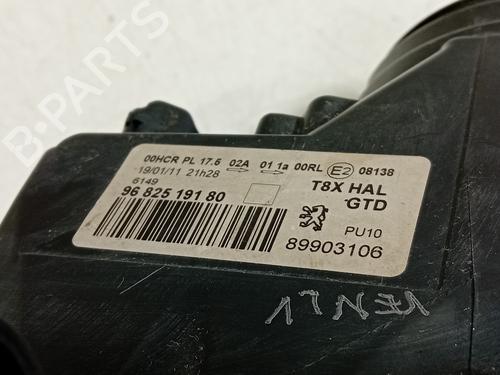 B-PARTS
00HCR PL 17.5 02A 01 1a 00RL E2 08138
19/01/11 21h28
6149
96 825 191 80
T8X HAL
GTD
PU10
89903106